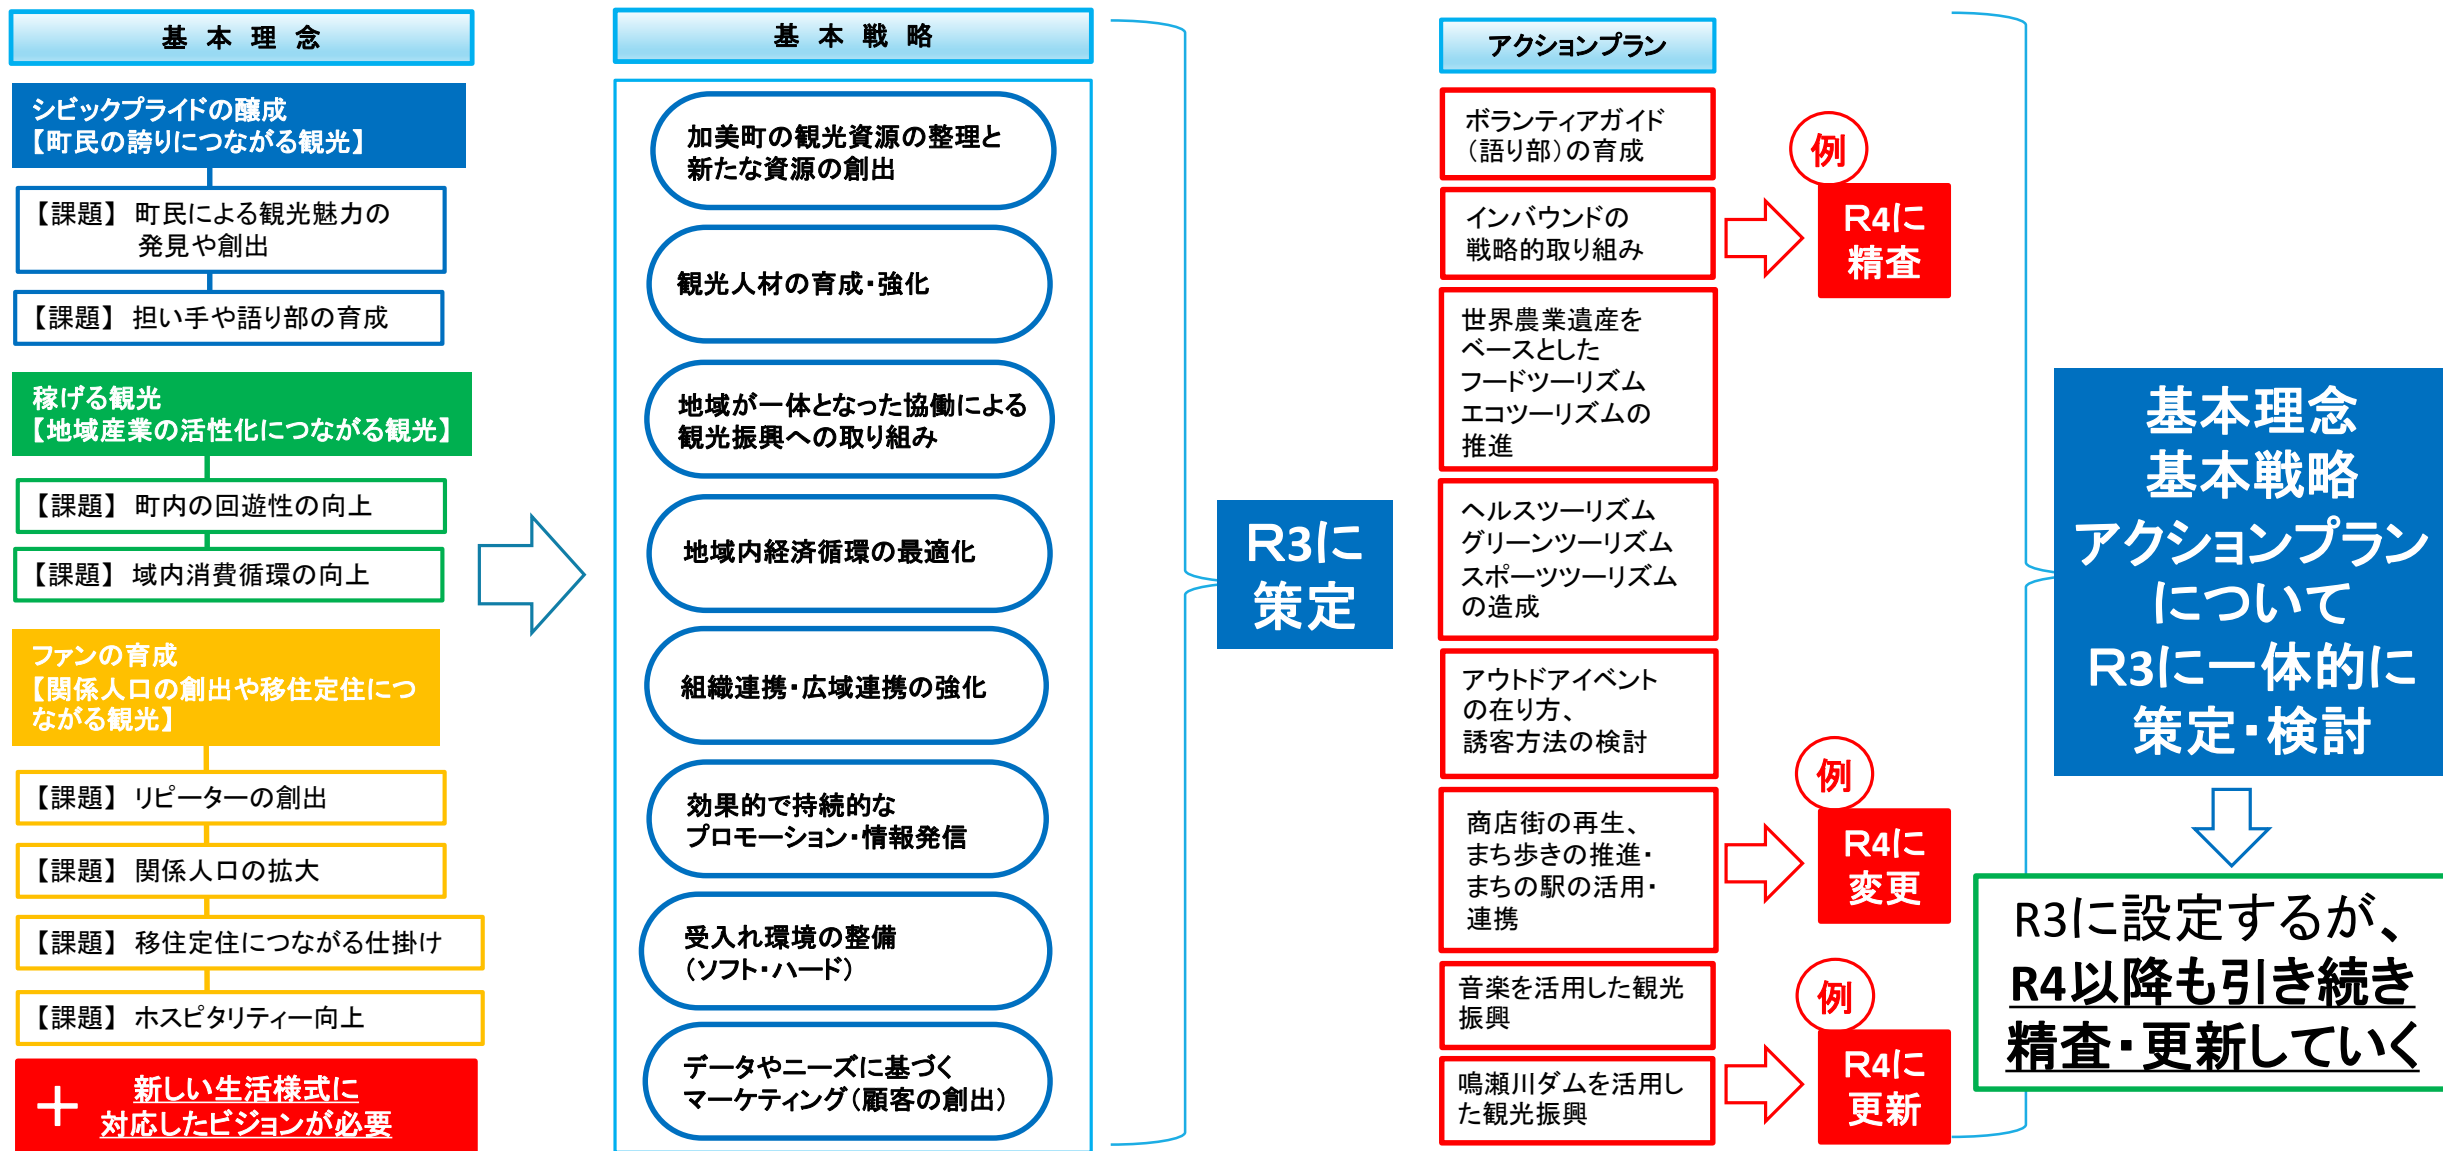 基本理念
シビックプライドの醸成
【町民の誇りにつながる観光】
【課題】 町民による観光魅力の
発見や創出
【課題】 担い手や語り部の育成
稼げる観光
【地域産業の活性化につながる観光】
【課題】 町内の回遊性の向上
【課題】 域内消費循環の向上
ファンの育成
【関係人口の創出や移住定住につ
ながる観光】
【課題】 リピーターの創出
【課題】 関係人口の拡大
【課題】 移住定住につながる仕掛け
【課題】 ホスピタリティー向上
＋
新しい生活様式に
対応したビジョンが必要
基本戦略
加美町の観光資源の整理と
新たな資源の創出
観光人材の育成・強化
地域が一体となった協働による
観光振興への取り組み
地域内経済循環の最適化
組織連携・広域連携の強化
効果的で持続的な
プロモーション・情報発信
受入れ環境の整備
（ソフト・ハード）
データやニーズに基づく
マーケティング（顧客の創出）
R3に
策定
アクションプラン
ボランティアガイド
（語り部）の育成
インバウンドの
戦略的取り組み
世界農業遺産を
ベースとした
フードツーリズム
エコツーリズムの
推進
ヘルスツーリズム
グリーンツーリズム
スポーツツーリズム
の造成
アウトドアイベント
の在り方、
誘客方法の検討
商店街の再生、
まち歩きの推進・
まちの駅の活用・
連携
音楽を活用した観光
振興
鳴瀬川ダムを活用し
た観光振興
例
R4に
精査
例
R4に
変更
例
R4に
更新
基本理念
基本戦略
アクションプラン
について
R3に一体的に
策定・検討
R3に設定するが、
R4以降も引き続き
精査・更新していく